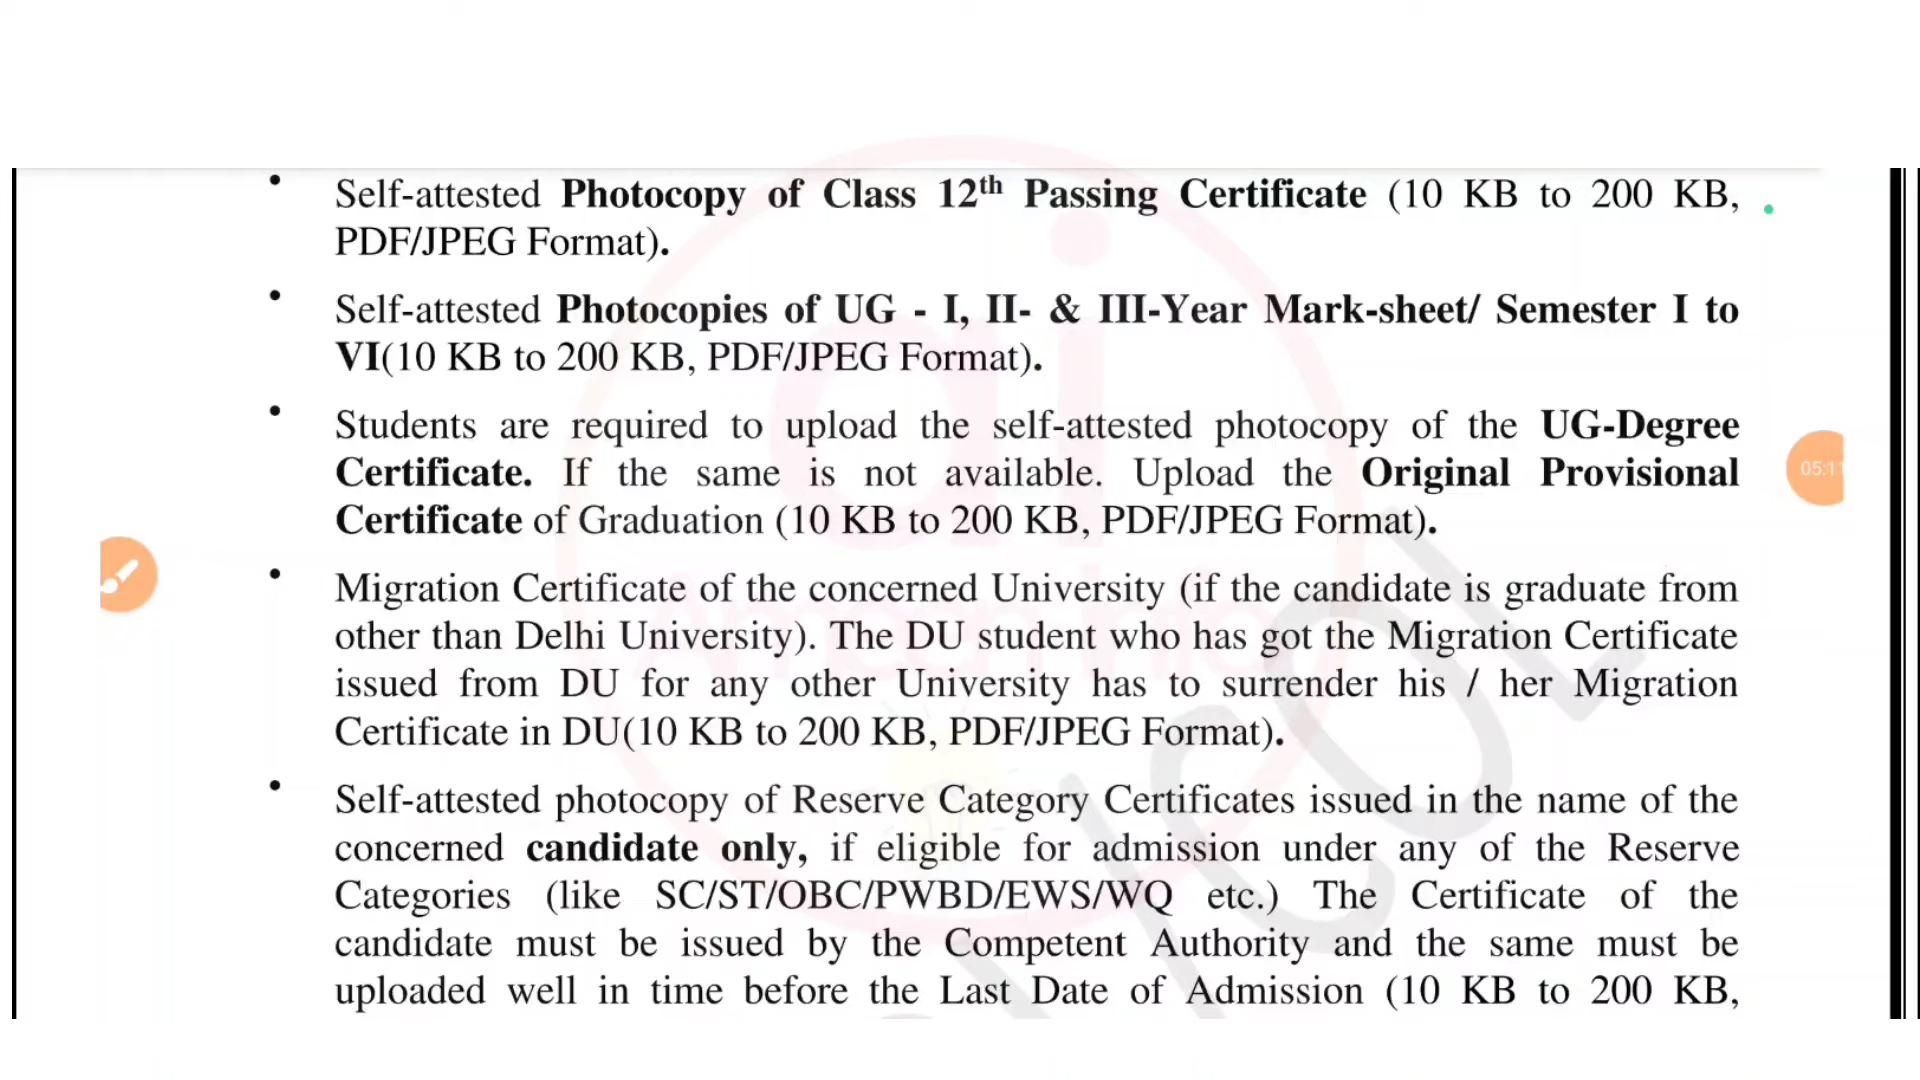 • Self-attested Photocopy of Class 12th Passing Certificate (10 KB to 200 KB,
PDF/JPEG Format).
• Self-attested Photocopies of UG - I, II- & III-Year Mark-sheet/ Semester I to
VI(10 KB to 200 KB, PDF/JPEG Format).
• Students are required to upload the self-attested photocopy of the UG-Degree
Certificate. If the same is not available. Upload the Original Provisional
Certificate of Graduation (10 KB to 200 KB, PDF/JPEG Format).
• Migration Certificate of the concerned University (if the candidate is graduate from
other than Delhi University). The DU student who has got the Migration Certificate
issued from DU for any other University has to surrender his / her Migration
Certificate in DU(10 KB to 200 KB, PDF/JPEG Format).
• Self-attested photocopy of Reserve Category Certificates issued in the name of the
concerned candidate only, if eligible for admission under any of the Reserve
Categories (like SC/ST/OBC/PWBD/EWS/WQ etc.) The Certificate of the
candidate must be issued by the Competent Authority and the same must be
uploaded well in time before the Last Date of Admission (10 KB to 200 KB,
05:11
ai